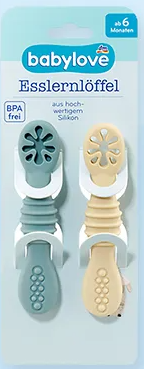 babylove
ab 6
Monaten
Esslernlöffel
BPA
frei
aus hoch-
wertigem
Silikon